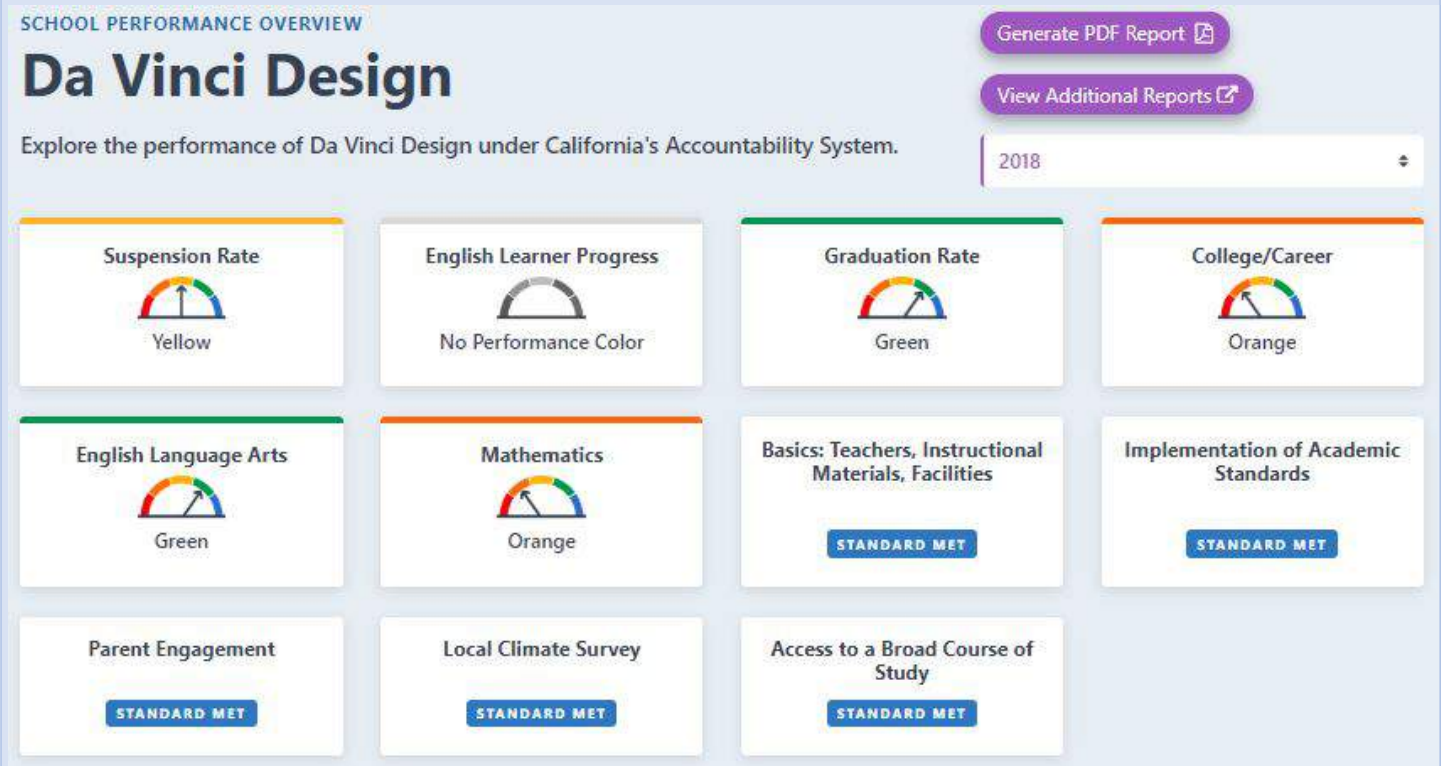 SCHOOL PERFORMANCE OVERVIEW
Da Vinci Design
Explore the performance of Da Vinci Design under California's Accountability System.
Generate PDF Report
View Additional Reports
2018
Suspension Rate
Yellow
English Learner Progress
No Performance Color
Graduation Rate
Green
College/Career
Orange
English Language Arts
Green
Mathematics
Orange
Basics: Teachers, Instructional
Materials, Facilities
STANDARD MET
Implementation of Academic
Standards
STANDARD MET
Parent Engagement
STANDARD MET
Local Climate Survey
STANDARD MET
Access to a Broad Course of
Study
STANDARD MET